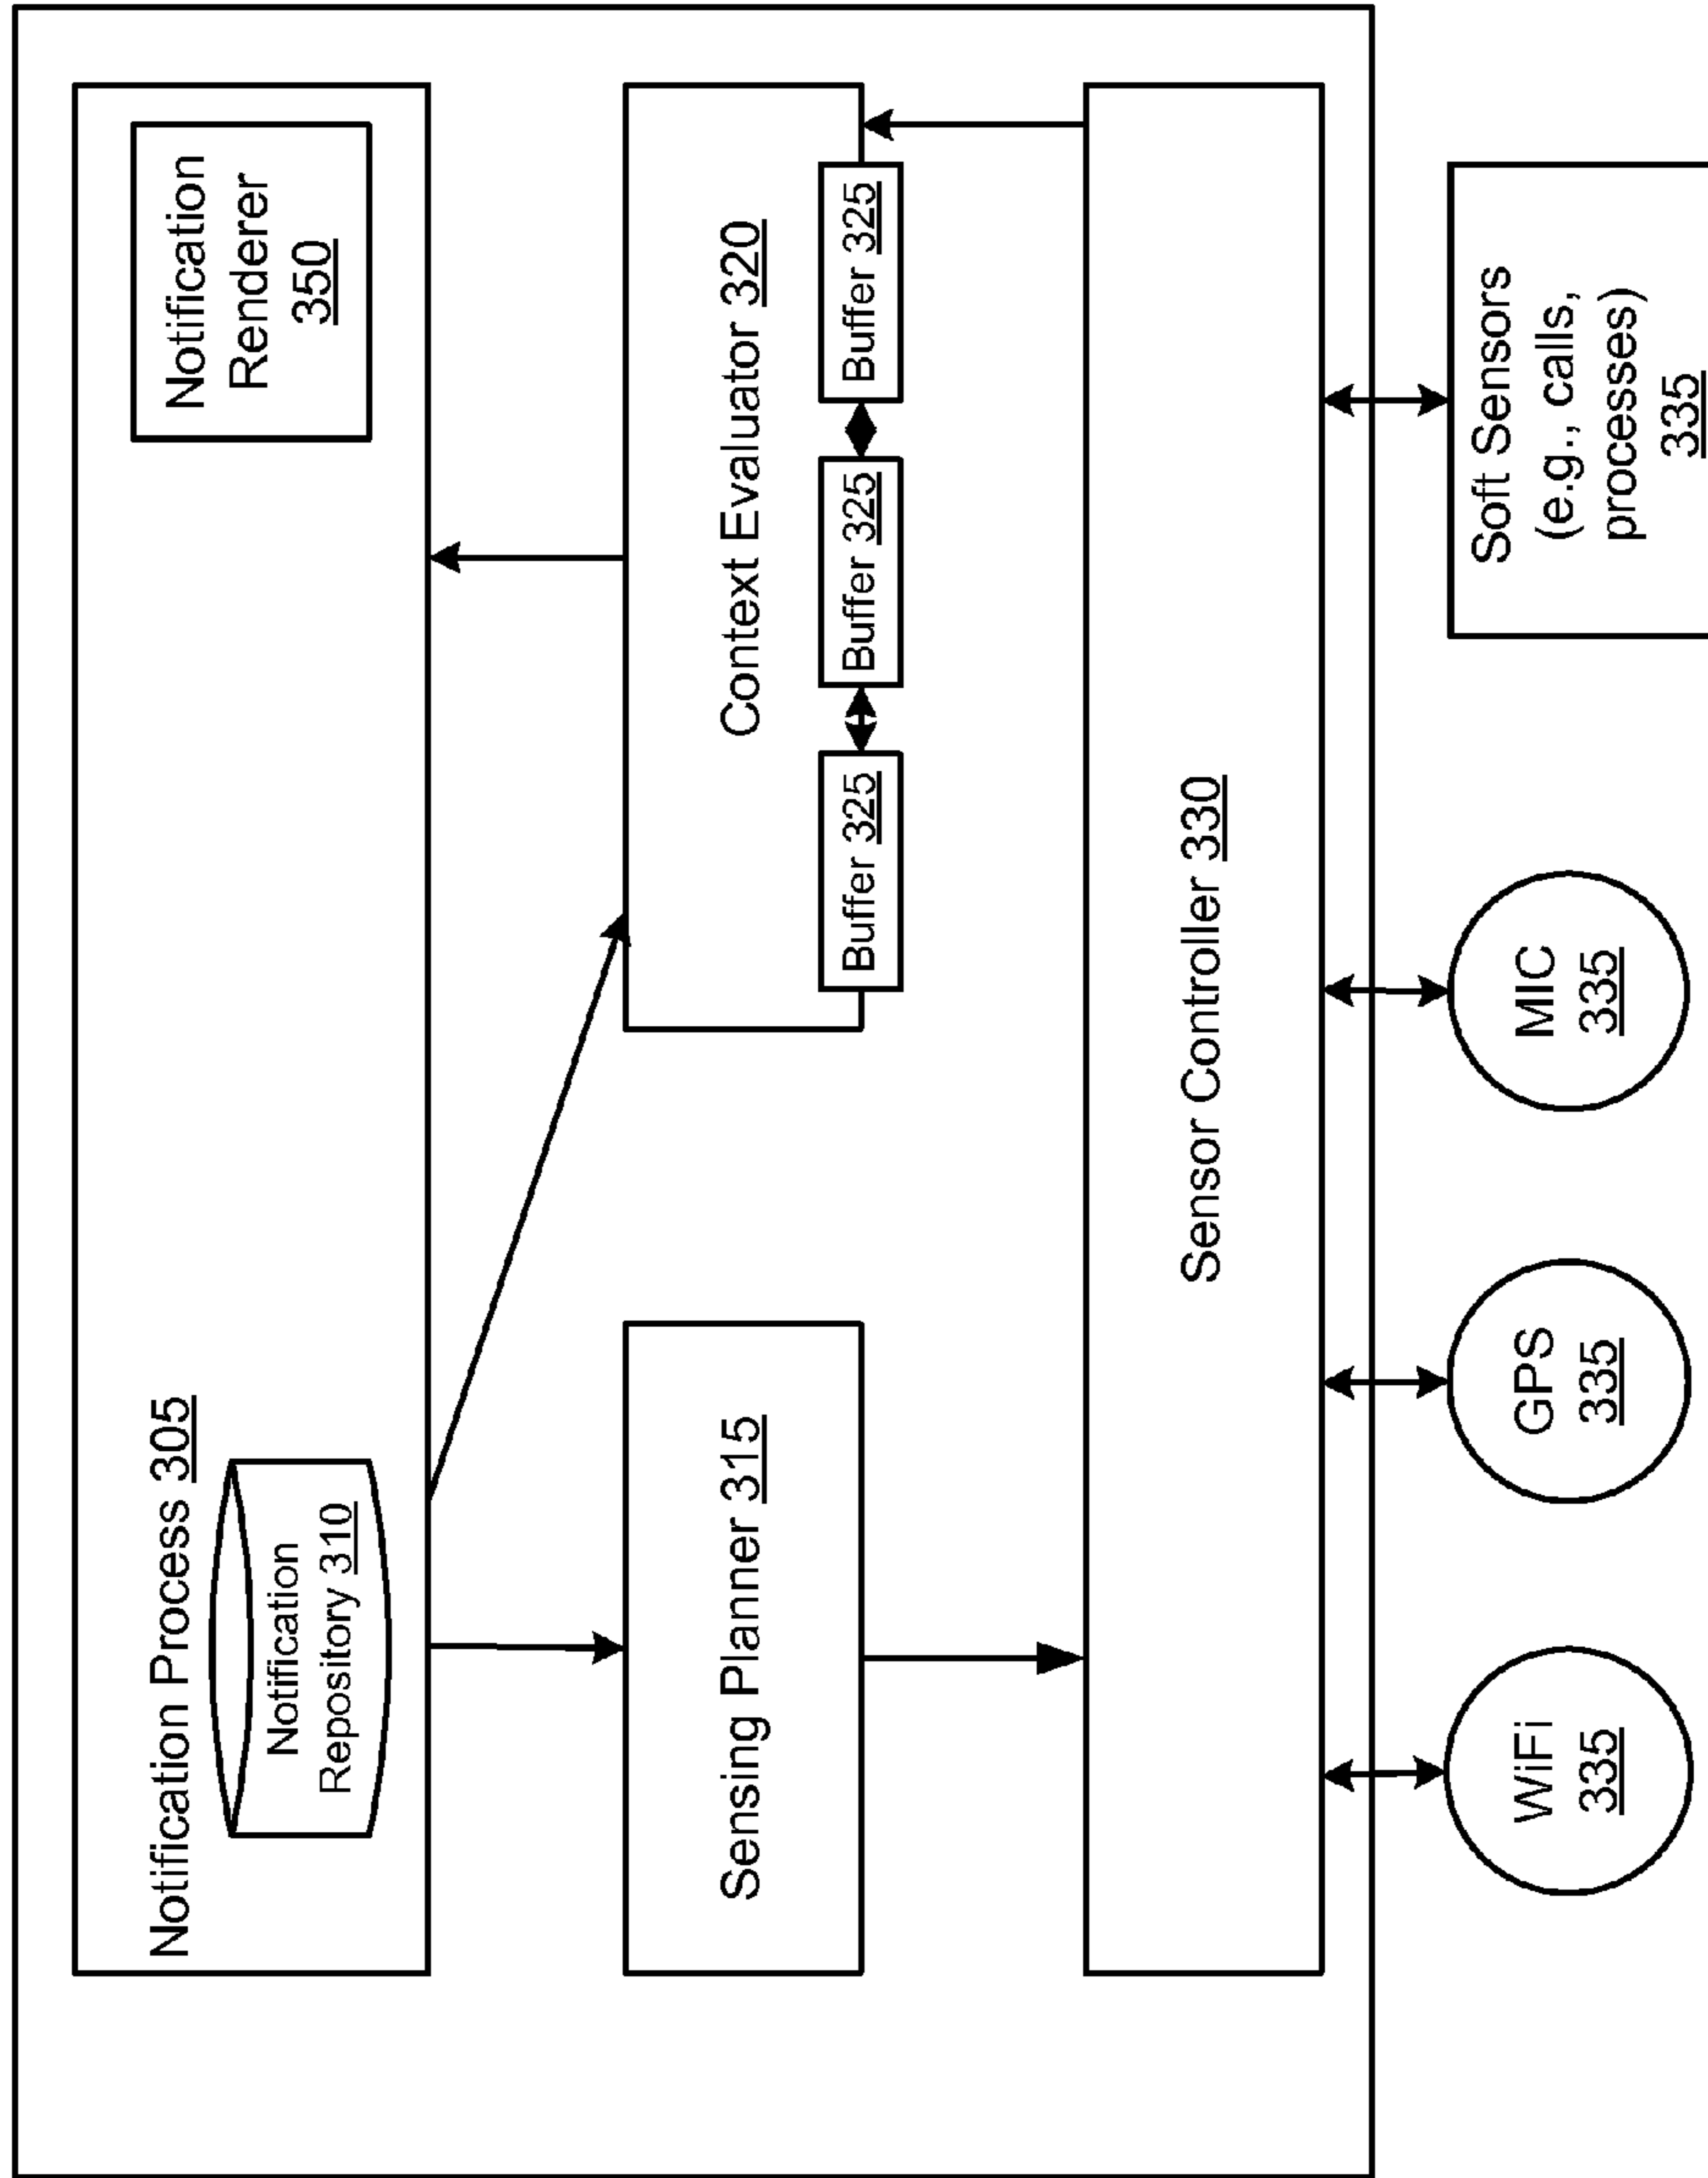 Notification Process 305
Notification
Repository 310
Notification
Renderer
350
Sensing Planner 315
Context Evaluator 320
Buffer 325
Buffer 325
Buffer 325
Sensor Controller 330
WiFi
335
GPS
335
MIC
335
Soft Sensors
(e.g., calls,
processes)
335